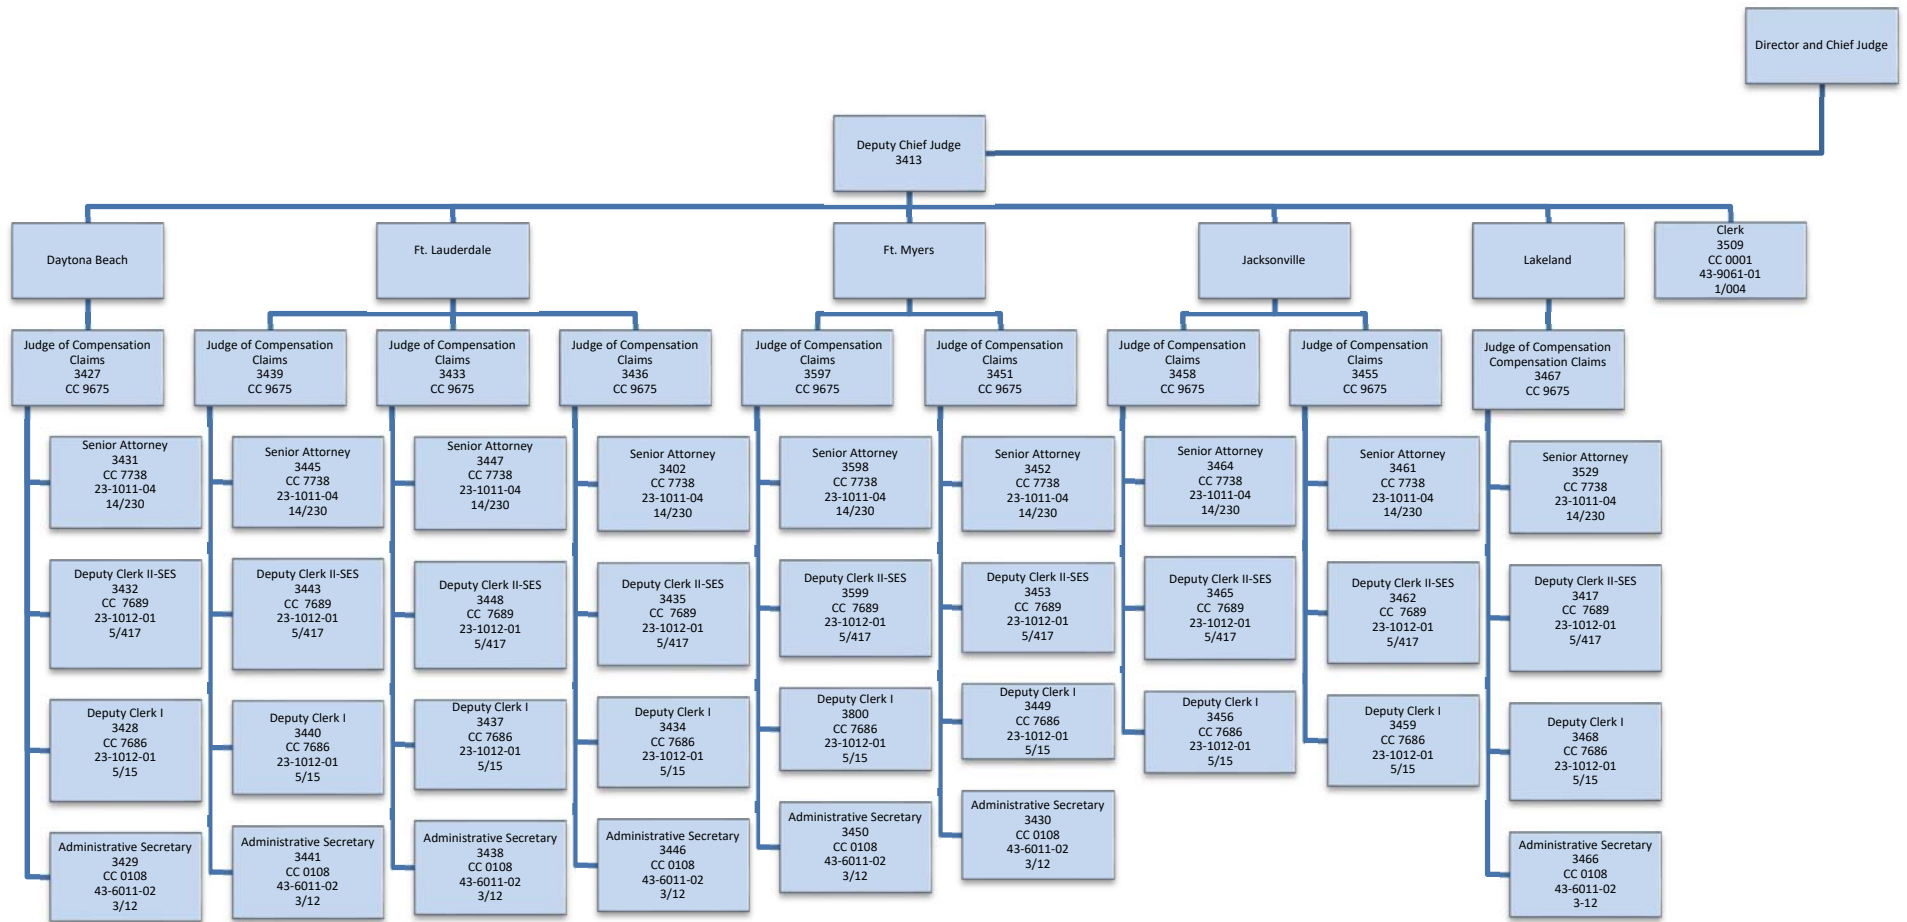 Director and Chief Judge
Deputy Chief Judge
3413
Daytona Beach
Ft. Lauderdale
Ft. Myers
Jacksonville
Lakeland
Clerk
3509
CC 0001
43-9061-01
1/004
Judge of Compensation
Claims
3427
CC 9675
Judge of Compensation
Claims
3439
CC 9675
Judge of Compensation
Claims
3433
CC 9675
Judge of Compensation
Claims
3436
CC 9675
Judge of Compensation
Claims
3597
CC 9675
Judge of Compensation
Claims
3451
CC 9675
Judge of Compensation
Claims
3458
CC 9675
Judge of Compensation
Claims
3455
CC 9675
Judge of Compensation
Compensation Claims
3467
CC 9675
Senior Attorney
3431
CC 7738
23-1011-04
14/230
Senior Attorney
3445
CC 7738
23-1011-04
14/230
Senior Attorney
3447
CC 7738
23-1011-04
14/230
Senior Attorney
3402
CC 7738
23-1011-04
14/230
Senior Attorney
3598
CC 7738
23-1011-04
14/230
Senior Attorney
3452
CC 7738
23-1011-04
14/230
Senior Attorney
3464
CC 7738
23-1011-04
14/230
Senior Attorney
3461
CC 7738
23-1011-04
14/230
Senior Attorney
3529
CC 7738
23-1011-04
14/230
Deputy Clerk II-SES
3432
CC 7689
23-1012-01
5/417
Deputy Clerk II-SES
3443
CC 7689
23-1012-01
5/417
Deputy Clerk II-SES
3448
CC 7689
23-1012-01
5/417
Deputy Clerk II-SES
3435
CC 7689
23-1012-01
5/417
Deputy Clerk II-SES
3599
CC 7689
23-1012-01
5/417
Deputy Clerk II-SES
3453
CC 7689
23-1012-01
5/417
Deputy Clerk II-SES
3465
CC 7689
23-1012-01
5/417
Deputy Clerk II-SES
3462
CC 7689
23-1012-01
5/417
Deputy Clerk II-SES
3417
CC 7689
23-1012-01
5/417
Deputy Clerk I
3428
CC 7686
23-1012-01
5/15
Deputy Clerk I
3440
CC 7686
23-1012-01
5/15
Deputy Clerk I
3437
CC 7686
23-1012-01
5/15
Deputy Clerk I
3434
CC 7686
23-1012-01
5/15
Deputy Clerk I
3800
CC 7686
23-1012-01
5/15
Deputy Clerk I
3449
CC 7686
23-1012-01
5/15
Deputy Clerk I
3456
CC 7686
23-1012-01
5/15
Deputy Clerk I
3459
CC 7686
23-1012-01
5/15
Deputy Clerk I
3468
CC 7686
23-1012-01
5/15
Administrative Secretary
3429
CC 0108
43-6011-02
3/12
Administrative Secretary
3441
CC 0108
43-6011-02
3/12
Administrative Secretary
3438
CC 0108
43-6011-02
3/12
Administrative Secretary
3446
CC 0108
43-6011-02
3/12
Administrative Secretary
3450
CC 0108
43-6011-02
3/12
Administrative Secretary
3430
CC 0108
43-6011-02
3/12
Administrative Secretary
3466
CC 0108
43-6011-02
3-12